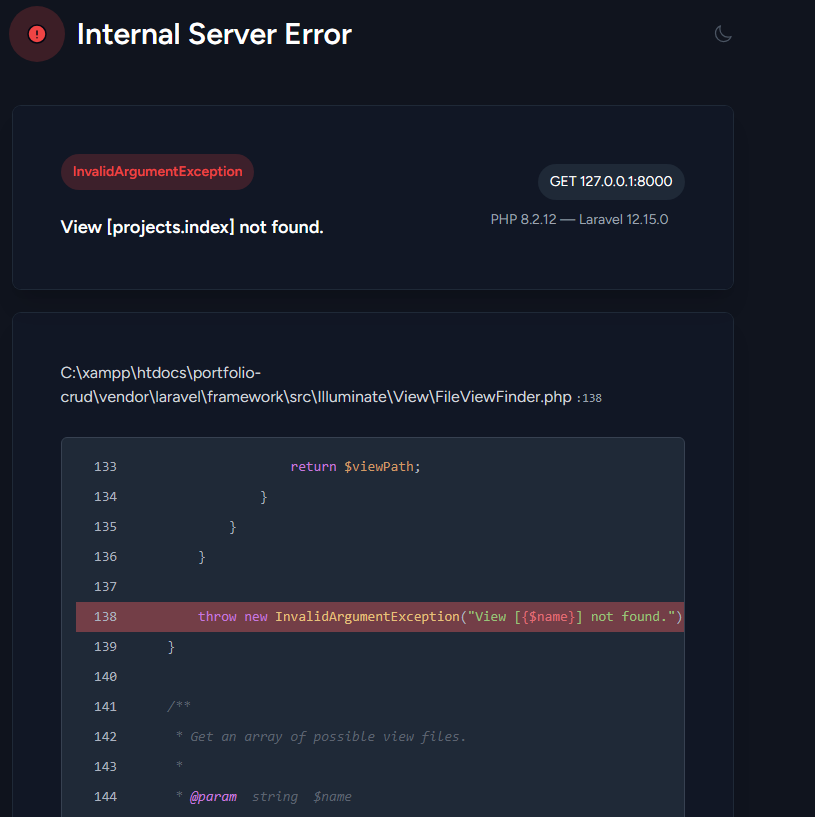 Internal Server Error
InvalidArgumentException
GET 127.0.0.1:8000
View [projects.index] not found.
PHP 8.2.12 — Laravel 12.15.0
C:\xampp\htdocs\portfolio-
crud\vendor\laravel\framework\src\Illuminate\View\FileViewFinder.php :138
133 return $viewPath;
134 }
135 }
136 }
137
138 throw new InvalidArgumentException("View [{$name}] not found.")
139 }
140
141 /**
142 * Get an array of possible view files.
143 *
144 * @param string $name